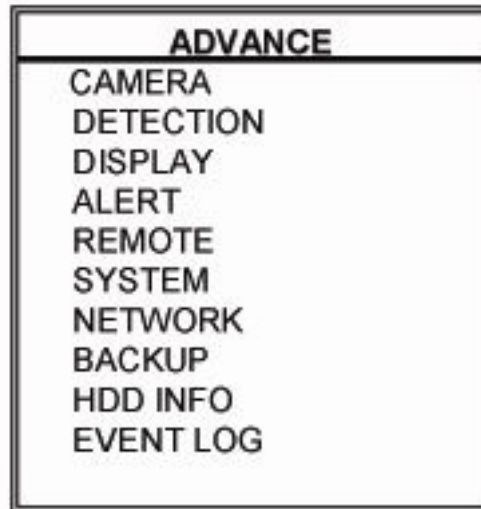 ADVANCE
CAMERA
DETECTION
DISPLAY
ALERT
REMOTE
SYSTEM
NETWORK
BACKUP
HDD INFO
EVENT LOG